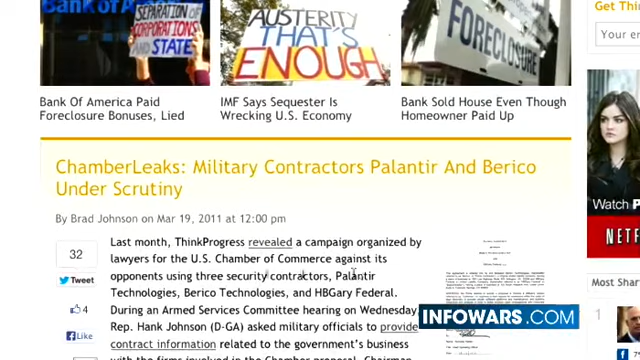 Bank of A
SEPARATION OF
CORPORATIONS
AND STATE
AUSTERITY
THAT'S
ENOUGH
FORECLOSURE
Get Thi
Enter your e
Bank Of America Paid
Foreclosure Bonuses, Lied
IMF Says Sequester Is
Wrecking U.S. Economy
Bank Sold House Even Though
Homeowner Paid Up
ChamberLeaks: Military Contractors Palantir And Berico
Under Scrutiny
By Brad Johnson on Mar 19, 2011 at 12:00 pm
Watch P
NETF
32
Tweet
4
Like
Last month, ThinkProgress revealed a campaign organized by
lawyers for the U.S. Chamber of Commerce against its
opponents using three security contractors, Palantir
Technologies, Berico Technologies, and HBGary Federal.
During an Armed Services Committee hearing on Wednesday,
Rep. Hank Johnson (D-GA) asked military officials to provide
contract information related to the government's business
with the firms involved in the Chamber proposal. Chairman
Most Shar
INFOWARS.COM